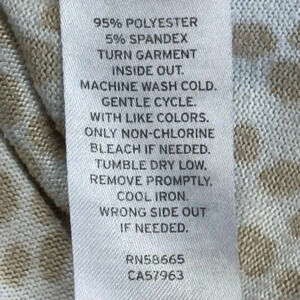 95% POLYESTER
5% SPANDEX
TURN GARMENT
INSIDE OUT.
MACHINE WASH COLD.
GENTLE CYCLE.
WITH LIKE COLORS.
ONLY NON-CHLORINE
BLEACH IF NEEDED.
TUMBLE DRY LOW.
REMOVE PROMPTLY.
COOL IRON.
WRONG SIDE OUT
IF NEEDED.
RN58665
CA57963